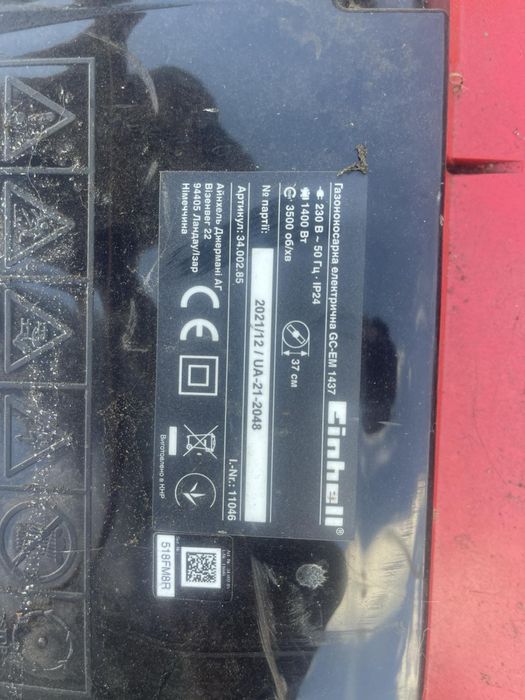 Газонокосарка електрична GC-EM 1437
Einhell®
230 В ~ 50 Гц · IP24
1400 Вт
3500 об/хв
37 см
№ партії:
2021/12 / UA-21-2048
Артикул: 34.002.85
I.-Nr.: 11046
Айнхель Джермані АГ
Візенвег 22
94405 Ландау/Ізар
Німеччина
CE
Виготовлено в КНР
518FM8R